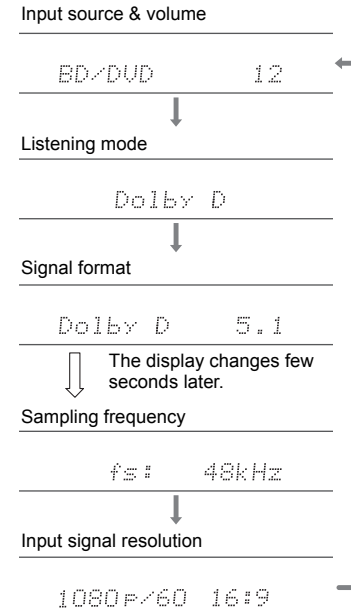 Input source & volume
BD/DVD 12
Listening mode
Dolby D
Signal format
Dolby D 5.1
The display changes few
seconds later.
Sampling frequency
fs: 48kHz
Input signal resolution
1080p/60 16:9